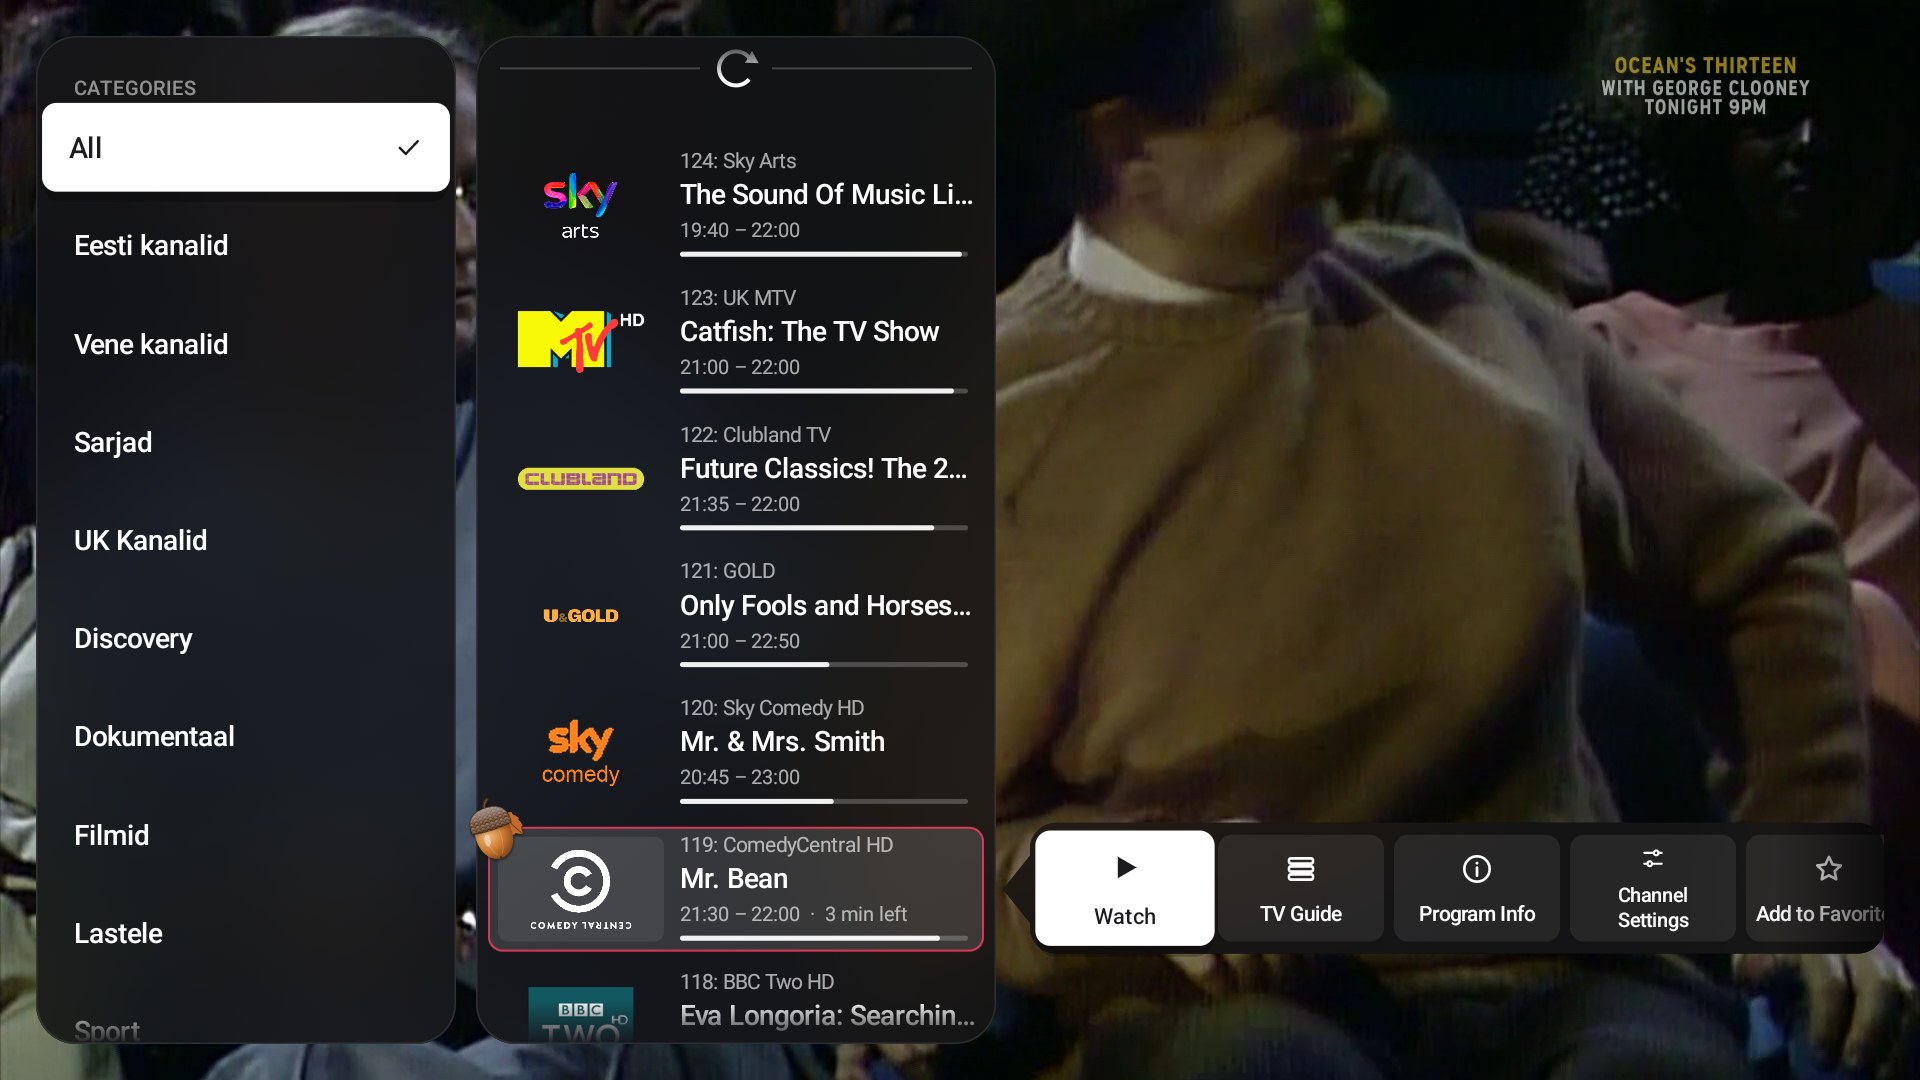 CATEGORIES
All
Eesti kanalid
Vene kanalid
Sarjad
UK Kanalid
Discovery
Dokumentaal
Filmid
Lastele
Sport
sky
arts
124: Sky Arts
The Sound Of Music Li...
19:40 – 22:00
MTV HD
123: UK MTV
Catfish: The TV Show
21:00 – 22:00
CLUBLAND
122: Clubland TV
Future Classics! The 2...
21:35 – 22:00
U&GOLD
121: GOLD
Only Fools and Horses...
21:00 – 22:50
sky
comedy
120: Sky Comedy HD
Mr. & Mrs. Smith
20:45 – 23:00
COMEDY CENTRAL
119: ComedyCentral HD
Mr. Bean
21:30 – 22:00 · 3 min left
BBC
TWO HD
118: BBC Two HD
Eva Longoria: Searchin...
OCEAN'S THIRTEEN
WITH GEORGE CLOONEY
TONIGHT 9PM
Watch
TV Guide
Program Info
Channel
Settings
Add to Favorit